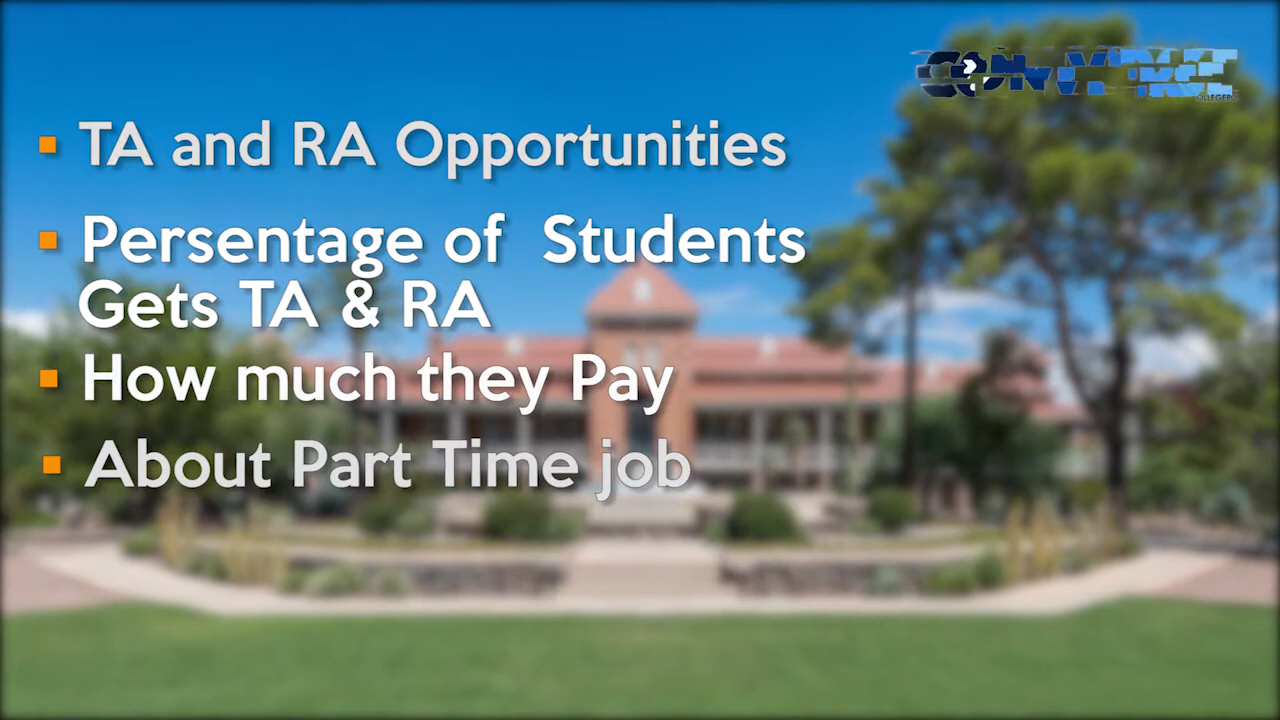 TA and RA Opportunities
Persentage of Students
Gets TA & RA
How much they Pay
About Part Time job